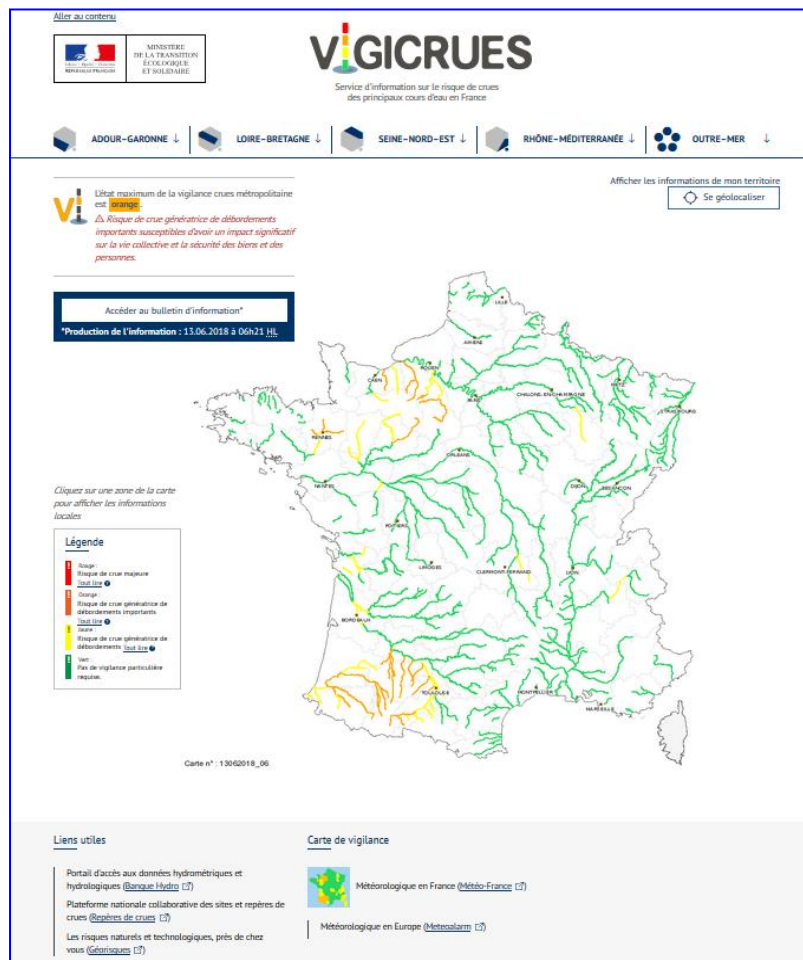 Aller au contenu
MINISTÈRE
DE LA TRANSITION
ÉCOLOGIQUE
ET SOLIDAIRE
RÉPUBLIQUE FRANÇAISE
VIGICRUES
Service d'information sur le risque de crues
des principaux cours d'eau en France
ADOUR-GARONNE ↓
LOIRE-BRETAGNE ↓
SEINE-NORD-EST ↓
RHÔNE-MÉDITERRANÉE ↓
OUTRE-MER ↓
Vi
L'état maximum de la vigilance crues métropolitaine
est orange.
⚠ Risque de crue génératrice de débordements
importants susceptibles d'avoir un impact significatif
sur la vie collective et la sécurité des biens et des
personnes.
Afficher les informations de mon territoire
Se géolocaliser
Accéder au bulletin d'information*
*Production de l'information : 13.06.2018 à 06h21 HL
LILLE
AMIENS
ROUEN
CAEN
METZ
CHALONS-EN-CHAMPAGNE
STRASBOURG
RENNES
ORLEANS
NANTES
DIJON
BESANCON
POITIERS
LIMOGES
CLERMONT-FERRAND
LYON
BORDEAUX
TOULOUSE
MONTPELLIER
MARSEILLE
Cliquez sur une zone de la carte
pour afficher les informations
locales
Légende
Rouge :
Risque de crue majeure
Tout lire
Orange :
Risque de crue génératrice de
débordements importants
Tout lire
Jaune :
Risque de crue génératrice de
débordements Tout lire
Vert :
Pas de vigilance particulière
requise.
Carte n° : 13062018_06
Liens utiles
Portail d'accès aux données hydrométriques et
hydrologiques (Banque Hydro)
Plateforme nationale collaborative des sites et repères de
crues (Repères de crues)
Les risques naturels et technologiques, près de chez
vous (Géorisques)
Carte de vigilance
Météorologique en France (Météo-France)
Météorologique en Europe (Meteoalarm)